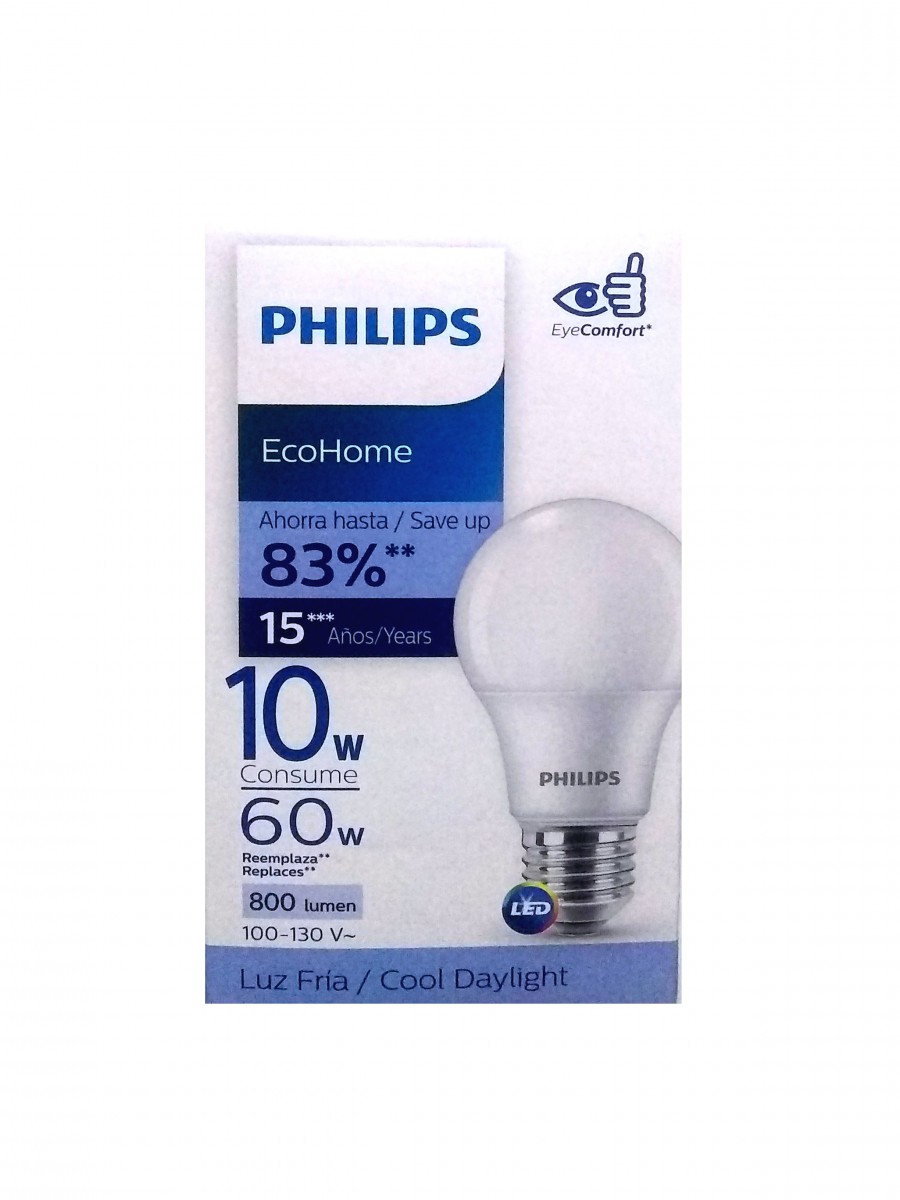 PHILIPS
EyeComfort*
EcoHome
Ahorra hasta / Save up
83%**
15*** Años/Years
10w
Consume
60w
Reemplaza**
Replaces**
800 lumen
100-130 V~
PHILIPS
LED
Luz Fría / Cool Daylight